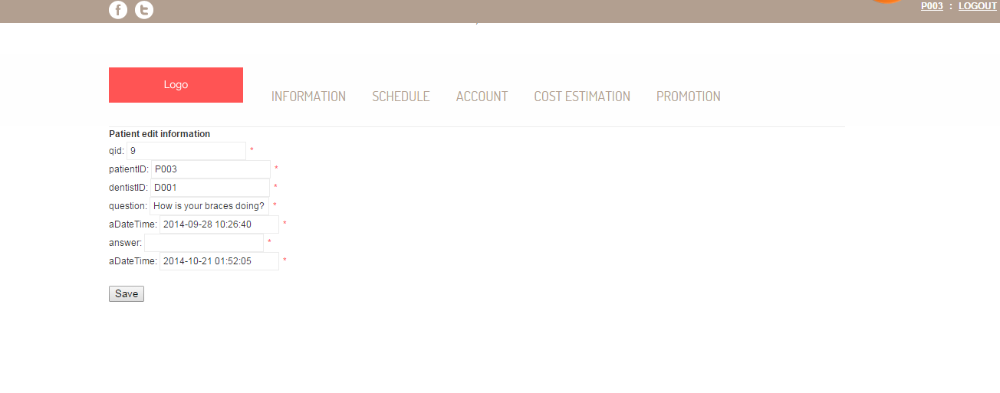 P003 : LOGOUT
Logo
INFORMATION SCHEDULE ACCOUNT COST ESTIMATION PROMOTION
Patient edit information
qid: 9 *
patientID: P003 *
dentistID: D001 *
question: How is your braces doing? *
aDateTime: 2014-09-28 10:26:40 *
answer: *
aDateTime: 2014-10-21 01:52:05 *
Save